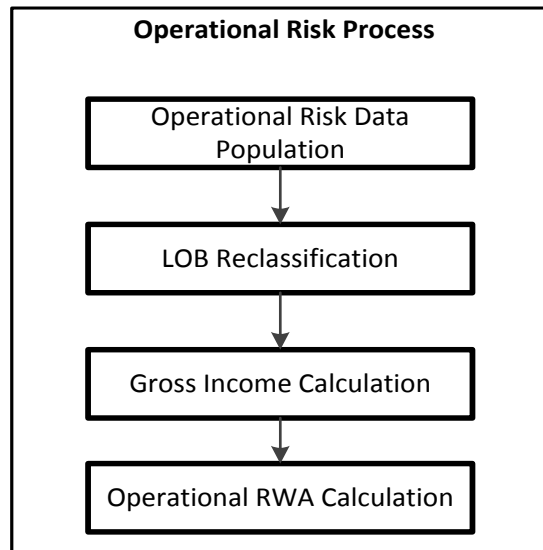 Operational Risk Process
Operational Risk Data
Population
LOB Reclassification
Gross Income Calculation
Operational RWA Calculation